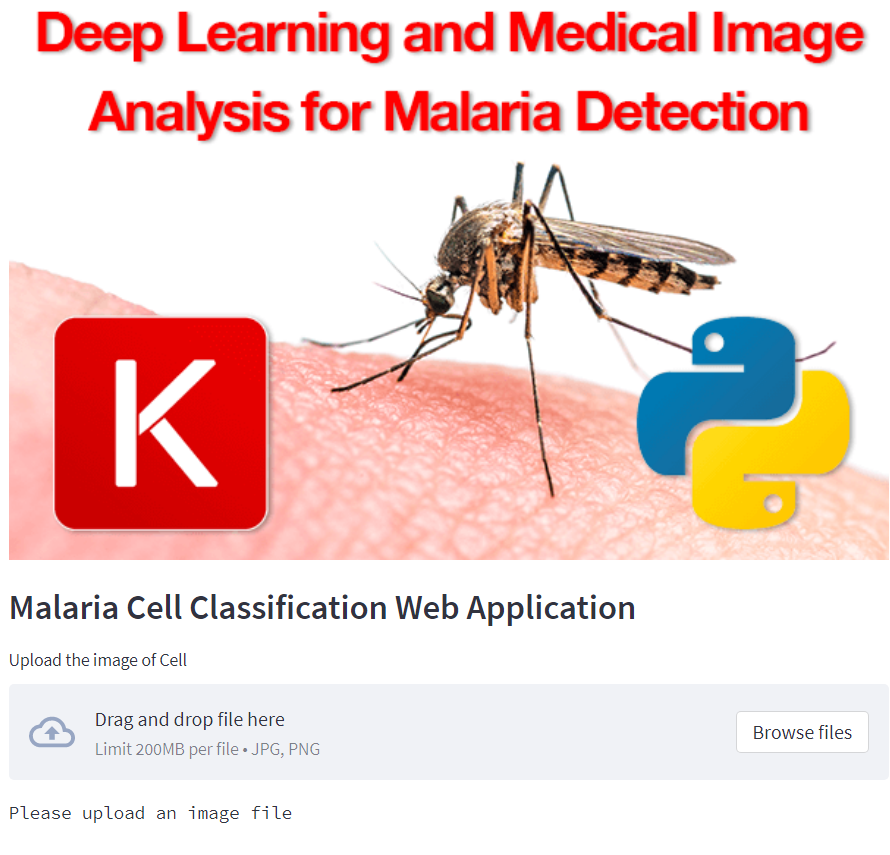 Deep Learning and Medical Image
Analysis for Malaria Detection
K
Malaria Cell Classification Web Application
Upload the image of Cell
Drag and drop file here
Limit 200MB per file • JPG, PNG
Browse files
Please upload an image file